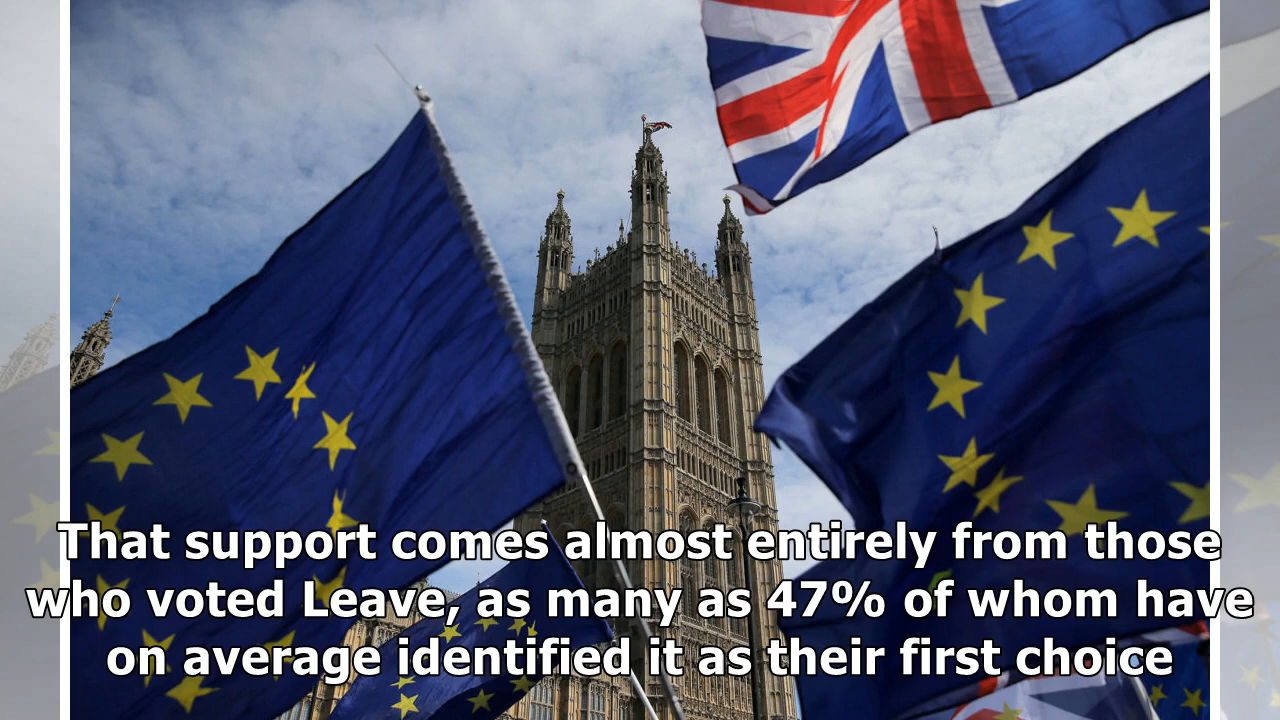 That support comes almost entirely from those
who voted Leave, as many as 47% of whom have
on average identified it as their first choice